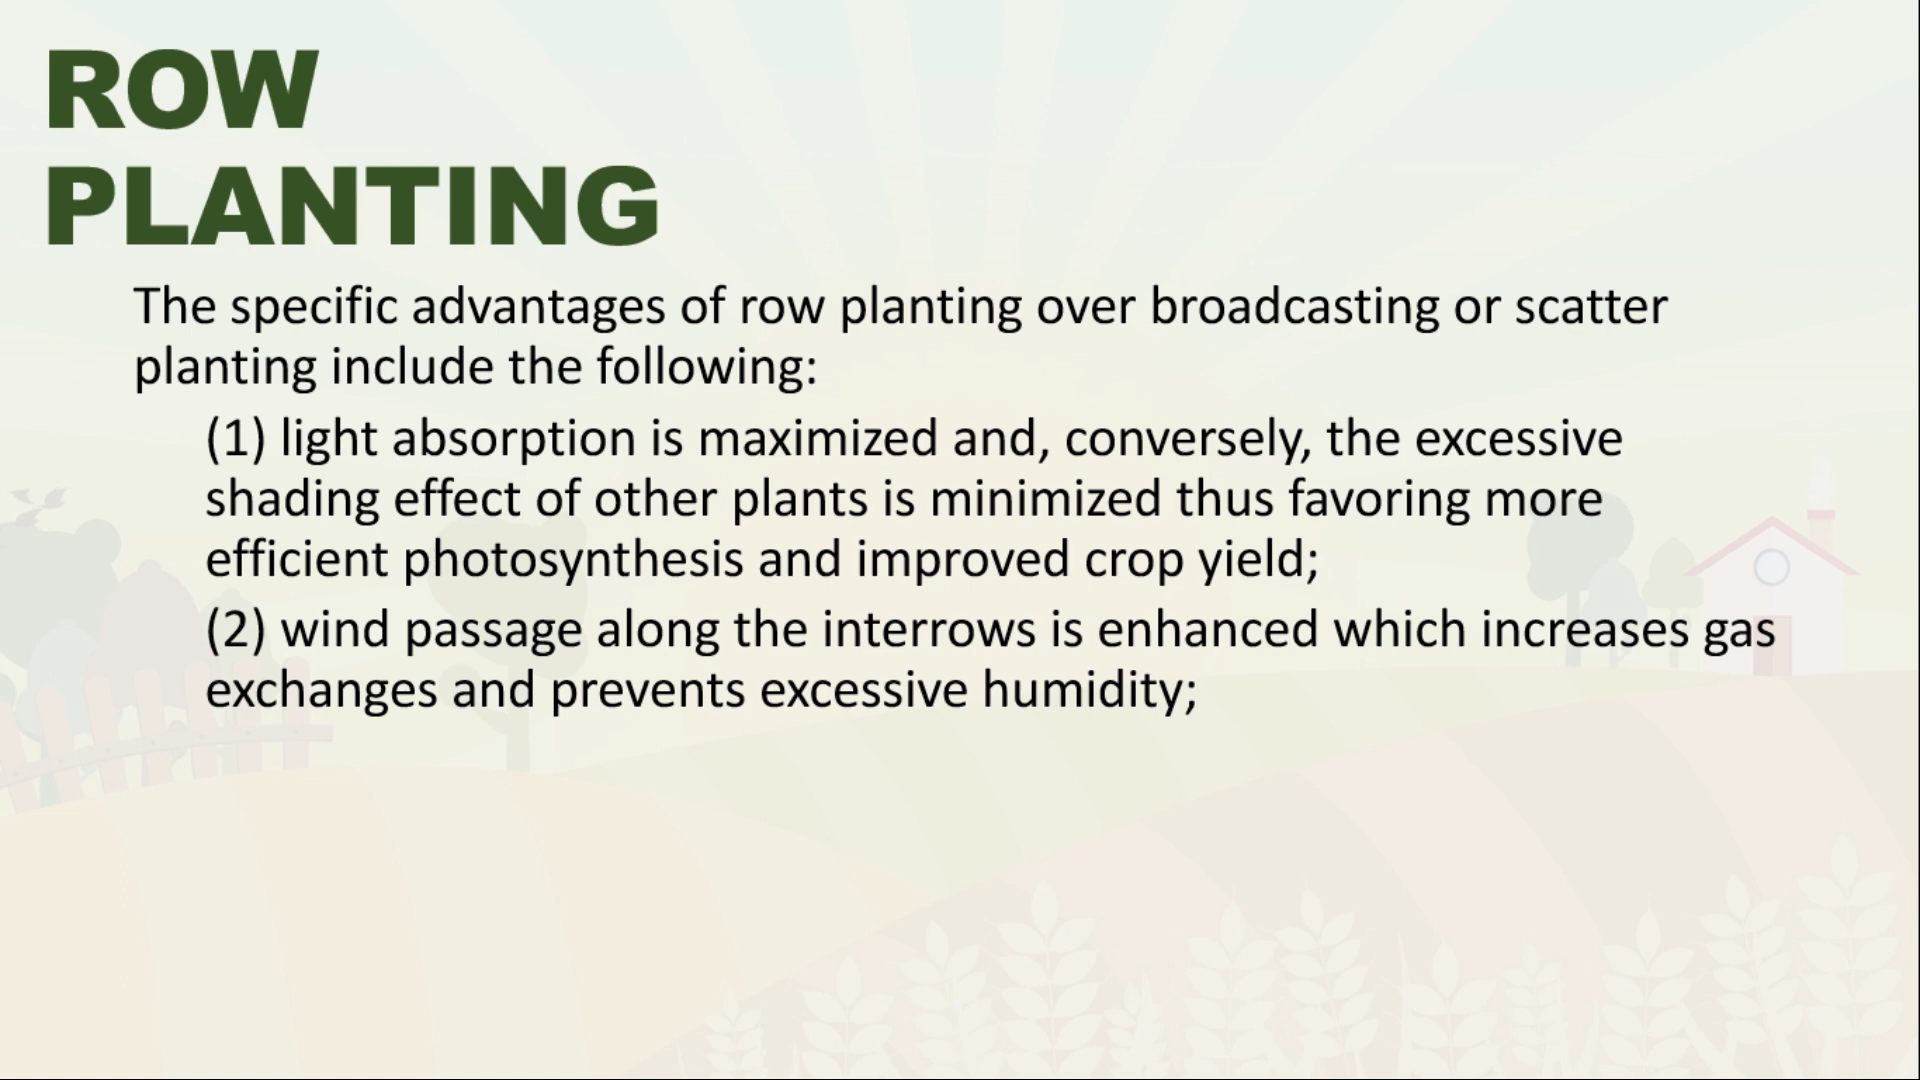 ROW
PLANTING
The specific advantages of row planting over broadcasting or scatter
planting include the following:
(1) light absorption is maximized and, conversely, the excessive
shading effect of other plants is minimized thus favoring more
efficient photosynthesis and improved crop yield;
(2) wind passage along the interrows is enhanced which increases gas
exchanges and prevents excessive humidity;